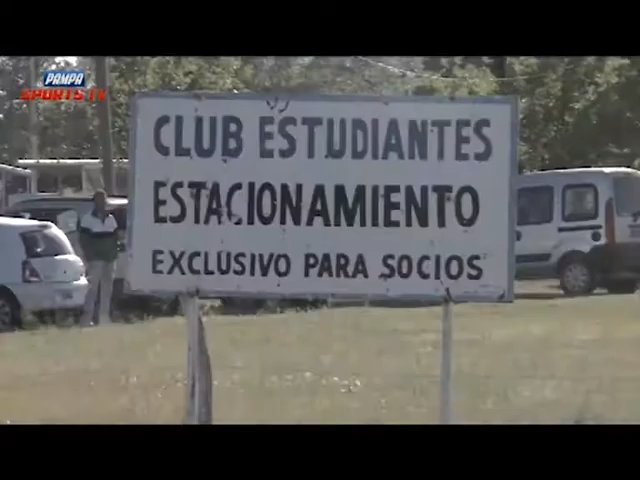 PAMPA
SPORTS TV
CLUB ESTUDIANTES
ESTACIONAMIENTO
EXCLUSIVO PARA SOCIOS